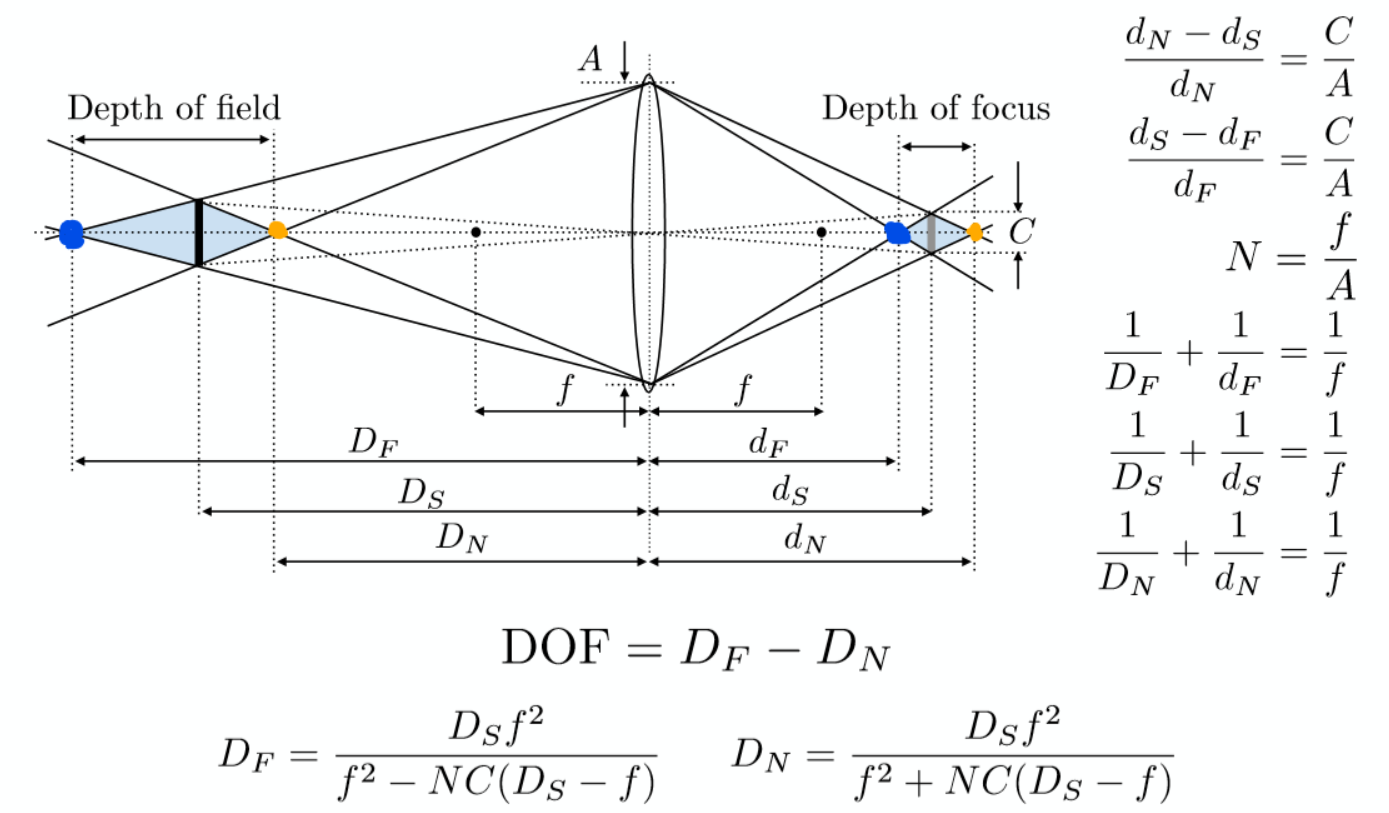 A
Depth of field
Depth of focus
C
f f
D_F d_F
D_S d_S
D_N d_N
\frac{d_N - d_S}{d_N} = \frac{C}{A}
\frac{d_S - d_F}{d_F} = \frac{C}{A}
N = \frac{f}{A}
\frac{1}{D_F} + \frac{1}{d_F} = \frac{1}{f}
\frac{1}{D_S} + \frac{1}{d_S} = \frac{1}{f}
\frac{1}{D_N} + \frac{1}{d_N} = \frac{1}{f}
DOF = D_F - D_N
D_F = \frac{D_S f^2}{f^2 - NC(D_S - f)} D_N = \frac{D_S f^2}{f^2 + NC(D_S - f)}